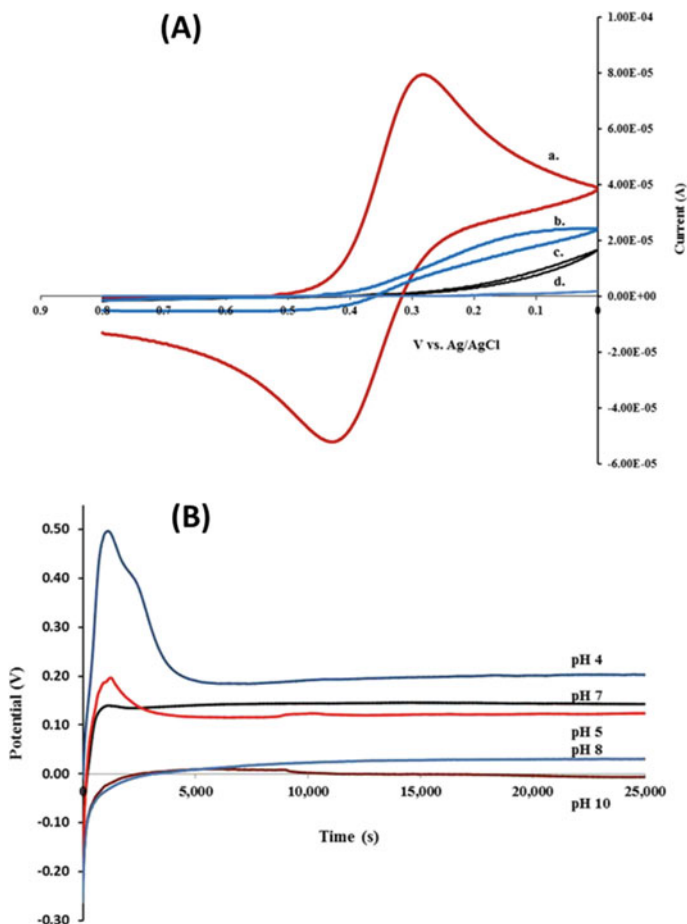 (A)
1.00E-04
8.00E-05
6.00E-05
4.00E-05
2.00E-05
0.00E+00
-2.00E-05
-4.00E-05
-6.00E-05
Current (A)
a.
b.
c.
d.
0.9 0.8 0.7 0.6 0.5 0.4 0.3 0.2 0.1 0
V vs. Ag/AgCl
(B)
0.50
0.40
0.30
0.20
0.10
0.00
-0.10
-0.20
-0.30
Potential (V)
pH 4
pH 7
pH 5
pH 8
pH 10
0 5,000 10,000 15,000 20,000 25,000
Time (s)